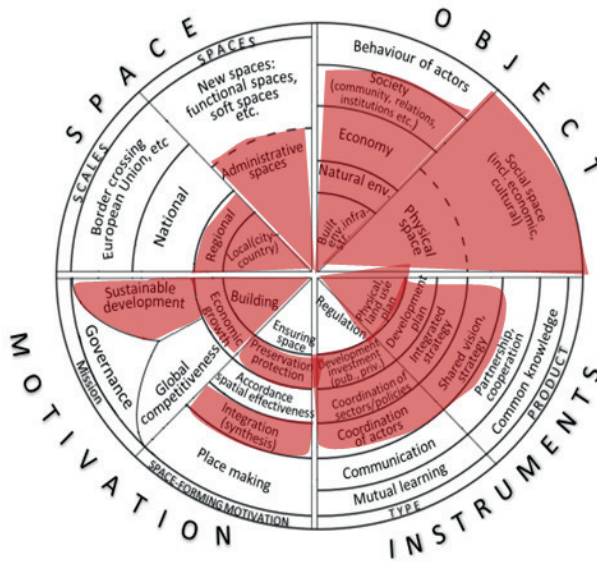 SPACE
OBJECT
SPACES
New spaces:
functional spaces,
soft spaces
etc.
Administrative
spaces
SCALES
Border crossing
European Union, etc
National
Regional
Local(city-
country)
Behaviour of actors
Society
(community, relations,
institutions etc.)
Economy
Natural env.
Built
env.infra-
str.
Physical
space
Social space
(incl. economic,
cultural)
Sustainable
development
Building
Economic
growth
Governance
Mission
Global
competitiveness
Ensuring
space
Preservation
protection
Accordance
spatial effectiveness
Integration
(synthesis)
Place making
SPACE-FORMING MOTIVATION
MOTIVATION
Regulation
Physical,
land use
plan
Development
plan
Integrated
strategy
Shared vision,
strategy
Partnership,
cooperation
Common knowledge
PRODUCT
Development,
investment
(pub., priv.)
Coordination of
sectors/policies
Coordination
of actors
Communication
Mutual learning
TYPE
INSTRUMENTS